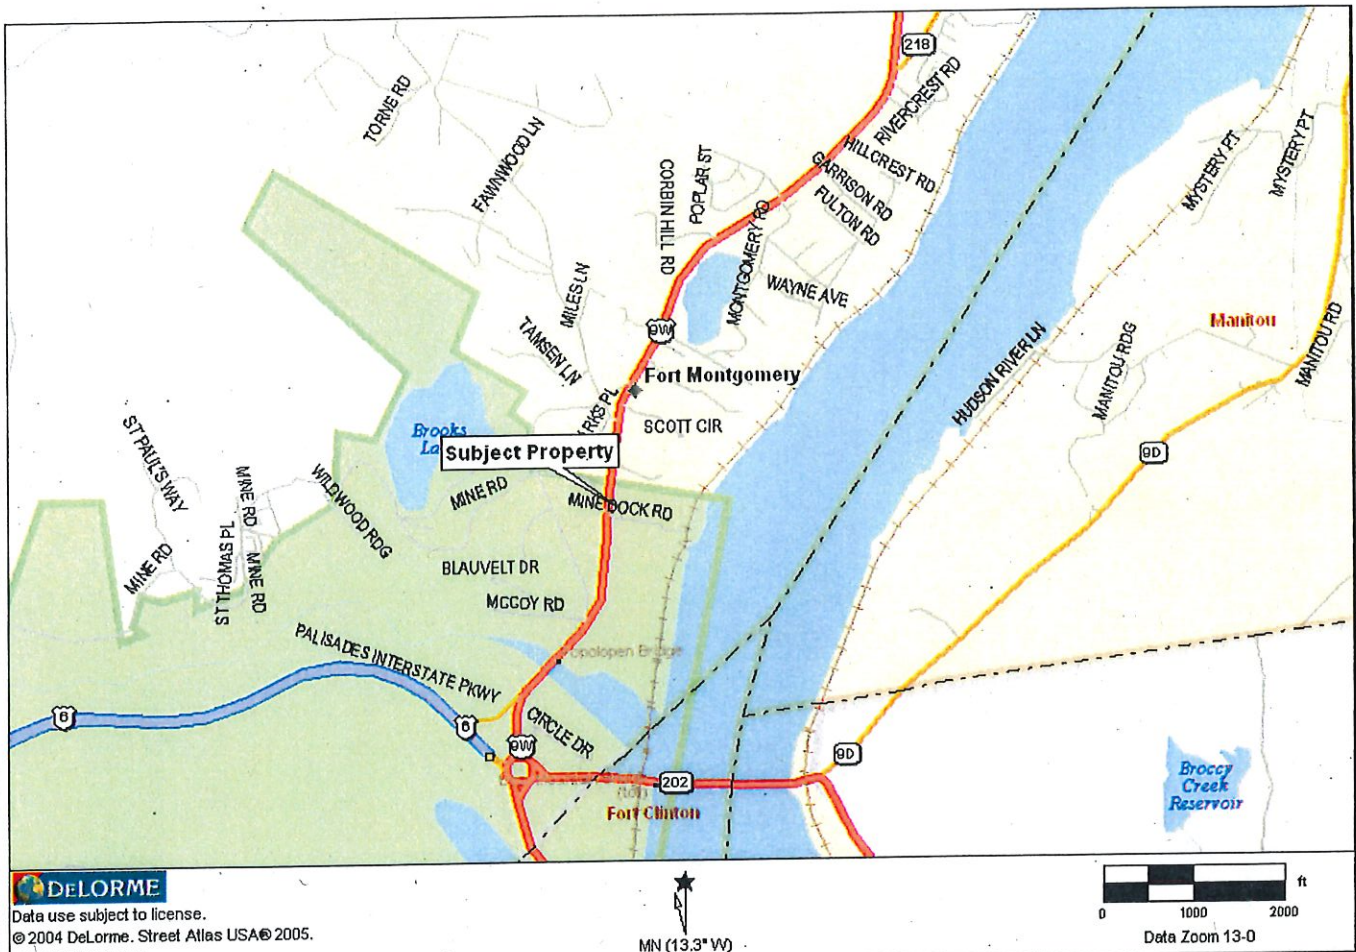 218
TORNE RD
RIVERCREST RD
FAWNWOOD LN
HILLCREST RD
GARRISON RD
FULTON RD
POPLAR ST
CORBIN HILL RD
MONTGOMERY RD
WAYNE AVE
MYSTERY PT
MYSTERY PT
MILES LN
TAMSEN LN
9W
Manitou
MANITOU RD
HUDSON RIVER LN
MANITOU RDG
Fort Montgomery
SCOTT CIR
Brooks
Subject Property
9D
ST PAUL'S WAY
MINE RD
WILDWOOD RDG
MINE RD
MINE DOCK RD
MINE RD
ST THOMAS PL
MINE RD
BLAUVELT DR
MCCOY RD
PALISADES INTERSTATE PKWY
Bridge
6
6
CIRCLE DR
9W
9D
202
Fort Clinton
Broccy
Creek
Reservoir
DELORME
Data use subject to license.
© 2004 DeLorme. Street Atlas USA® 2005.
MN (13.3° W)
ft
0 1000 2000
Data Zoom 13-0